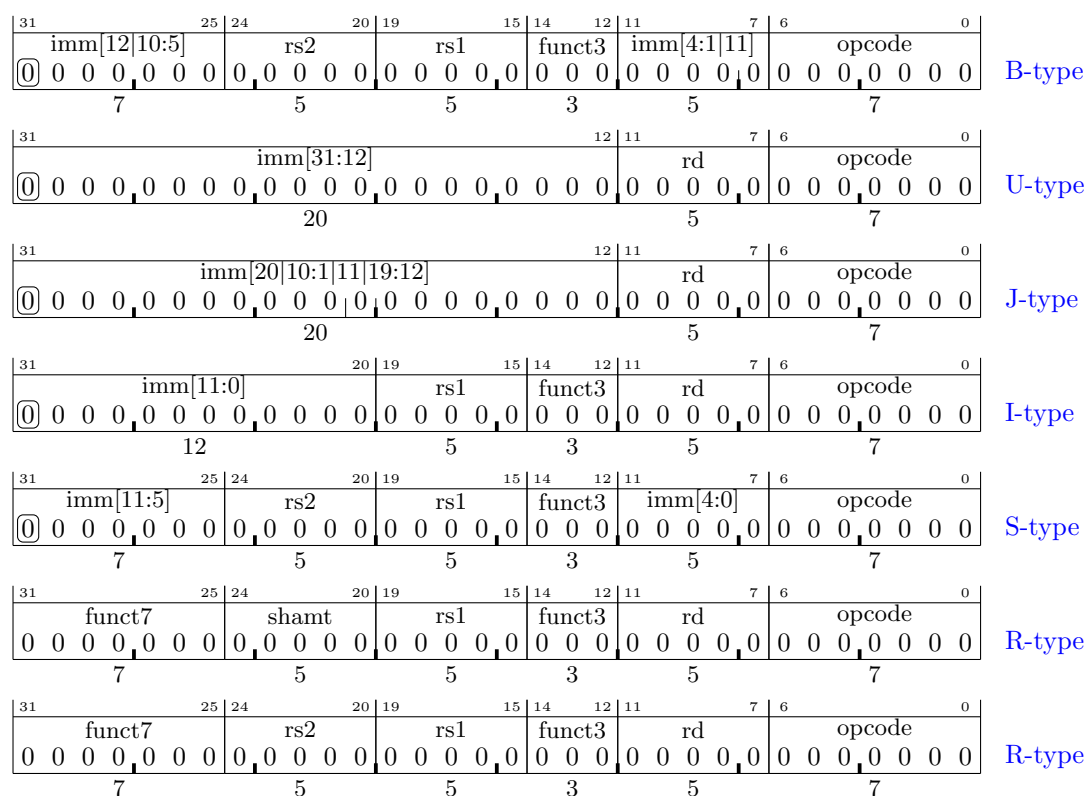 31 25 24 20 19 15 14 12 11 7 6 0
imm[12|10:5] rs2 rs1 funct3 imm[4:1|11] opcode
0 0 0 0 0 0 0 0 0 0 0 0 0 0 0 0 0 0 0 0 0 0 0 0 0 0 0 0 0 0 0 0 B-type
7 5 5 3 5 7
31 12 11 7 6 0
imm[31:12] rd opcode
0 0 0 0 0 0 0 0 0 0 0 0 0 0 0 0 0 0 0 0 0 0 0 0 0 0 0 0 0 0 0 0 U-type
20 5 7
31 12 11 7 6 0
imm[20|10:1|11|19:12] rd opcode
0 0 0 0 0 0 0 0 0 0 0 0 0 0 0 0 0 0 0 0 0 0 0 0 0 0 0 0 0 0 0 0 J-type
20 5 7
31 20 19 15 14 12 11 7 6 0
imm[11:0] rs1 funct3 rd opcode
0 0 0 0 0 0 0 0 0 0 0 0 0 0 0 0 0 0 0 0 0 0 0 0 0 0 0 0 0 0 0 0 I-type
12 5 3 5 7
31 25 24 20 19 15 14 12 11 7 6 0
imm[11:5] rs2 rs1 funct3 imm[4:0] opcode
0 0 0 0 0 0 0 0 0 0 0 0 0 0 0 0 0 0 0 0 0 0 0 0 0 0 0 0 0 0 0 0 S-type
7 5 5 3 5 7
31 25 24 20 19 15 14 12 11 7 6 0
funct7 shamt rs1 funct3 rd opcode
0 0 0 0 0 0 0 0 0 0 0 0 0 0 0 0 0 0 0 0 0 0 0 0 0 0 0 0 0 0 0 0 R-type
7 5 5 3 5 7
31 25 24 20 19 15 14 12 11 7 6 0
funct7 rs2 rs1 funct3 rd opcode
0 0 0 0 0 0 0 0 0 0 0 0 0 0 0 0 0 0 0 0 0 0 0 0 0 0 0 0 0 0 0 0 R-type
7 5 5 3 5 7